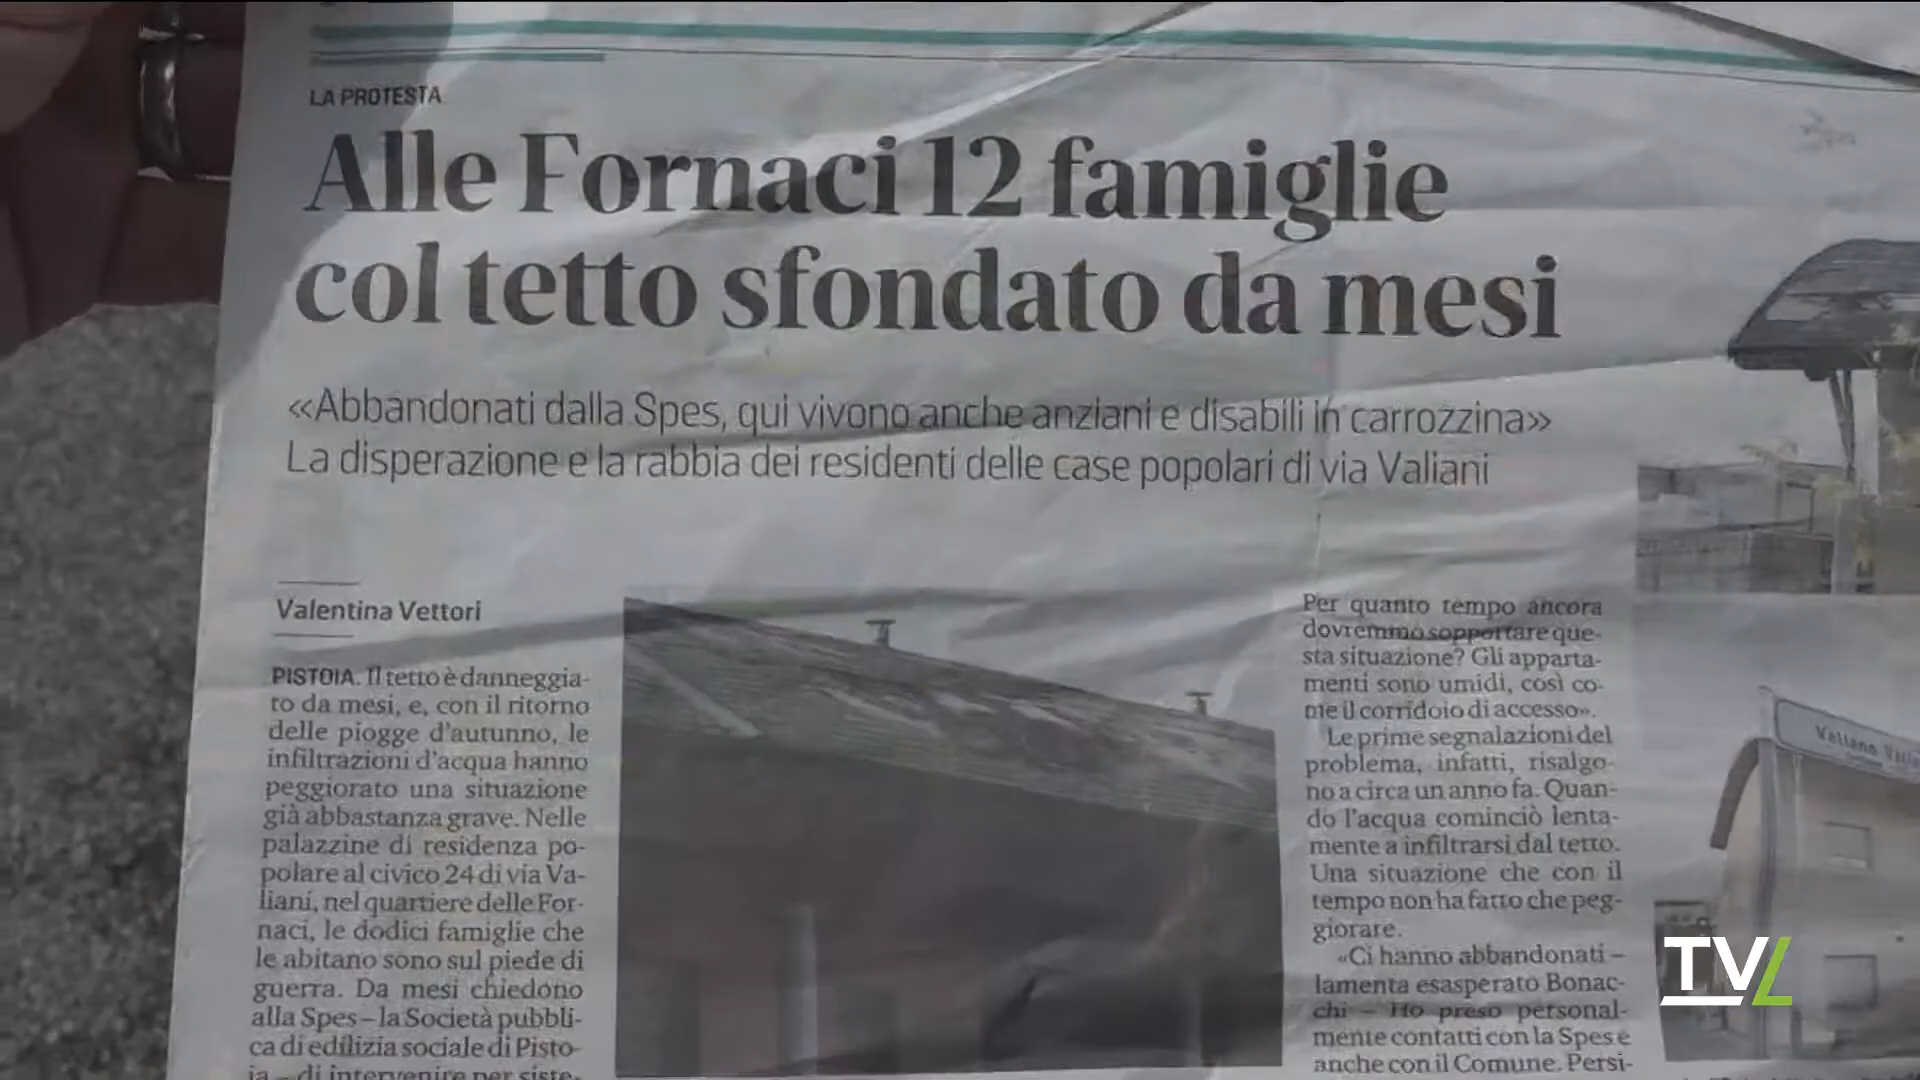 LA PROTESTA
Alle Fornaci 12 famiglie
col tetto sfondato da mesi
«Abbandonati dalla Spes, qui vivono anche anziani e disabili in carrozzina»
La disperazione e la rabbia dei residenti delle case popolari di via Valiani
Valentina Vettori
PISTOIA. Il tetto è danneggia-
to da mesi, e, con il ritorno
delle piogge d'autunno, le
infiltrazioni d'acqua hanno
peggiorato una situazione
già abbastanza grave. Nelle
palazzine di residenza po-
polare al civico 24 di via Va-
liani, nel quartiere delle For-
naci, le dodici famiglie che
le abitano sono sul piede di
guerra. Da mesi chiedono
alla Spes – la Società pubbli-
ca di edilizia sociale di Pisto-
ia – di intervenire per siste-
Per quanto tempo ancora
dovremmo sopportare que-
sta situazione? Gli apparta-
menti sono umidi, così co-
me il corridoio di accesso».
Le prime segnalazioni del
problema, infatti, risalgo-
no a circa un anno fa. Quan-
do l'acqua cominciò lenta-
mente a infiltrarsi dal tetto.
Una situazione che con il
tempo non ha fatto che peg-
giorare.
«Ci hanno abbandonati –
lamenta esasperato Bonac-
chi – Ho preso personal-
mente contatti con la Spes e
anche con il Comune. Persi-
TVL